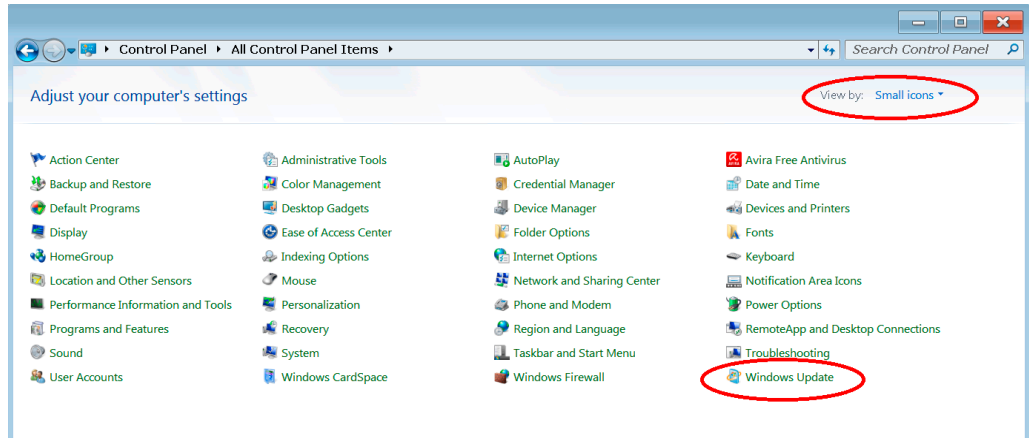 Control Panel All Control Panel Items Search Control Panel
Adjust your computer's settings View by: Small icons
Action Center Administrative Tools AutoPlay Avira Free Antivirus
Backup and Restore Color Management Credential Manager Date and Time
Default Programs Desktop Gadgets Device Manager Devices and Printers
Display Ease of Access Center Folder Options Fonts
HomeGroup Indexing Options Internet Options Keyboard
Location and Other Sensors Mouse Network and Sharing Center Notification Area Icons
Performance Information and Tools Personalization Phone and Modem Power Options
Programs and Features Recovery Region and Language RemoteApp and Desktop Connections
Sound System Taskbar and Start Menu Troubleshooting
User Accounts Windows CardSpace Windows Firewall Windows Update